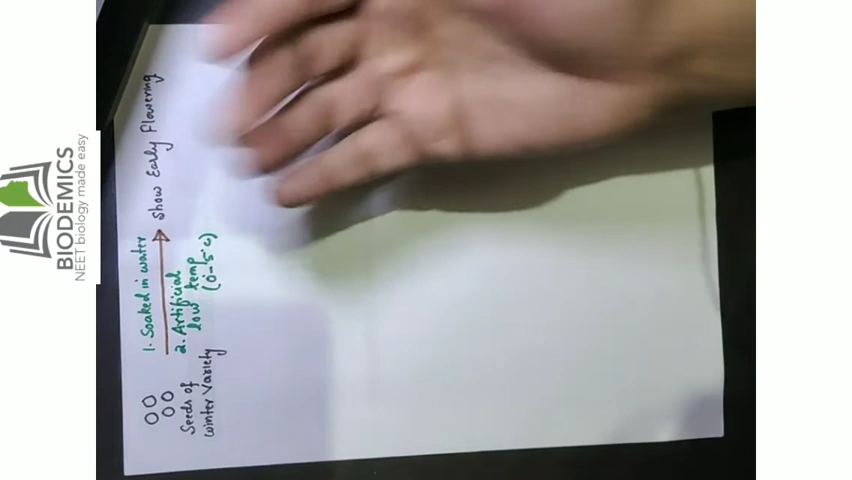 BIODEMICS
NEET biology made easy
1. Soaked in water
2. Artificial
low temp
(0-5°c)
Show Early Flowering
Seeds of
winter Variety